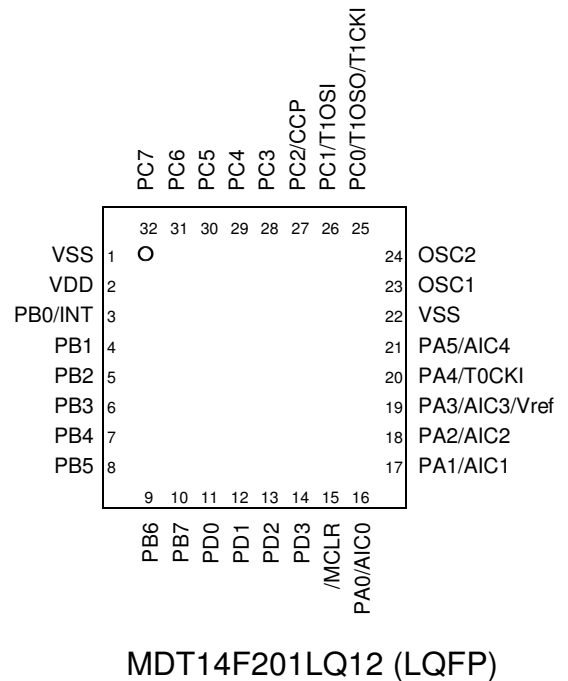 PC7
PC6
PC5
PC4
PC3
PC2/CCP
PC1/T1OSI
PC0/T1OSO/T1CKI
32 31 30 29 28 27 26 25
VSS 1 24 OSC2
VDD 2 23 OSC1
PB0/INT 3 22 VSS
PB1 4 21 PA5/AIC4
PB2 5 20 PA4/T0CKI
PB3 6 19 PA3/AIC3/Vref
PB4 7 18 PA2/AIC2
PB5 8 17 PA1/AIC1
9 10 11 12 13 14 15 16
PB6
PB7
PD0
PD1
PD2
PD3
/MCLR
PA0/AIC0
MDT14F201LQ12 (LQFP)